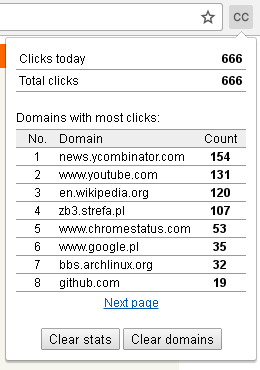 CC
Clicks today 666
Total clicks 666
Domains with most clicks:
No. Domain Count
1 news.ycombinator.com 154
2 www.youtube.com 131
3 en.wikipedia.org 120
4 zb3.strefa.pl 107
5 www.chromestatus.com 53
6 www.google.pl 35
7 bbs.archlinux.org 32
8 github.com 19
Next page
Clear stats Clear domains